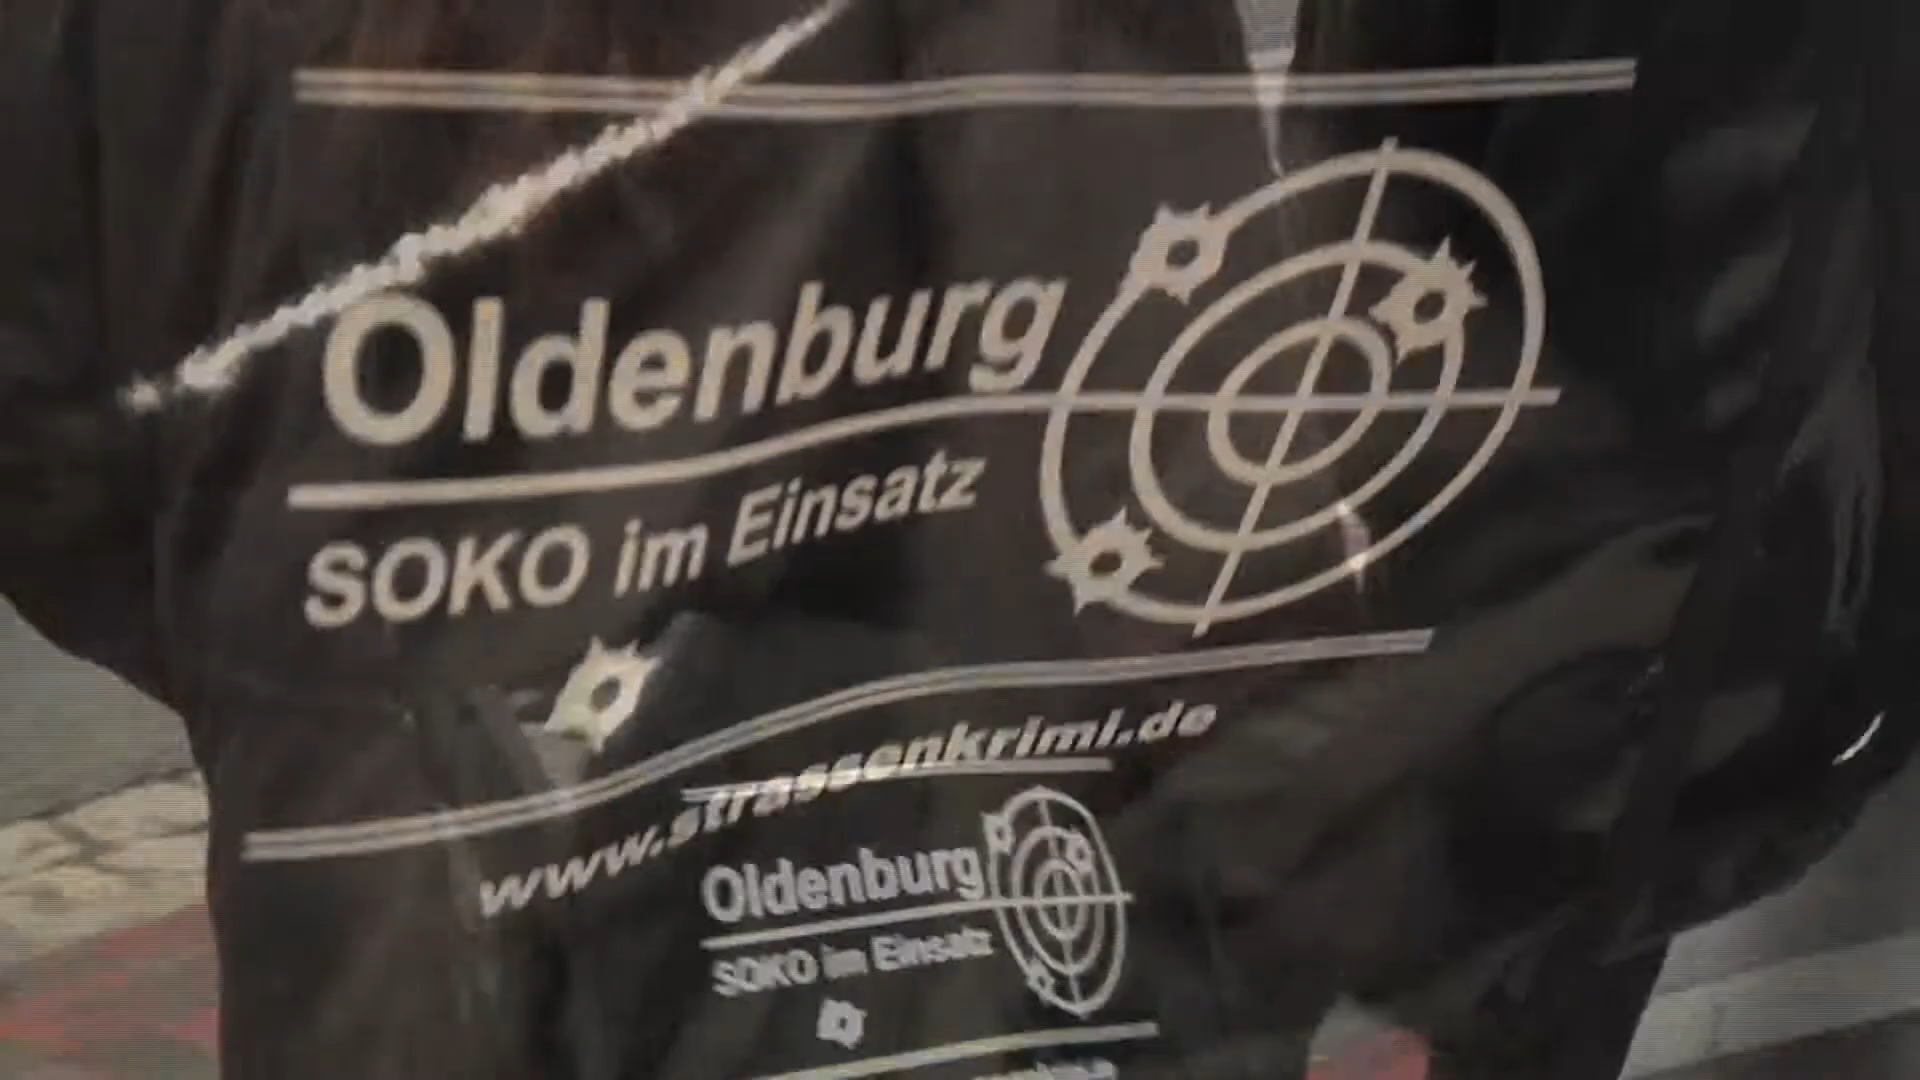 Oldenburg
SOKO im Einsatz
www.strassenkrimi.de
Oldenburg
SOKO im Einsatz